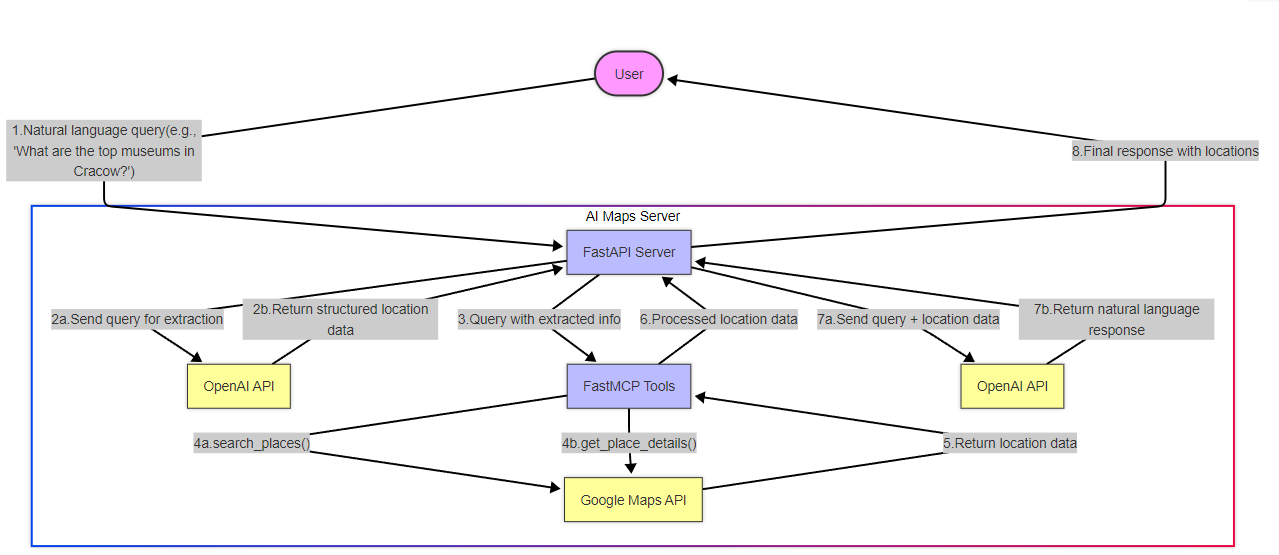 User
1.Natural language query(e.g.,
'What are the top museums in
Cracow?')
8.Final response with locations
AI Maps Server
FastAPI Server
2a.Send query for extraction
2b.Return structured location
data
3.Query with extracted info
6.Processed location data
7a.Send query + location data
7b.Return natural language
response
OpenAI API
FastMCP Tools
OpenAI API
4a.search_places()
4b.get_place_details()
5.Return location data
Google Maps API